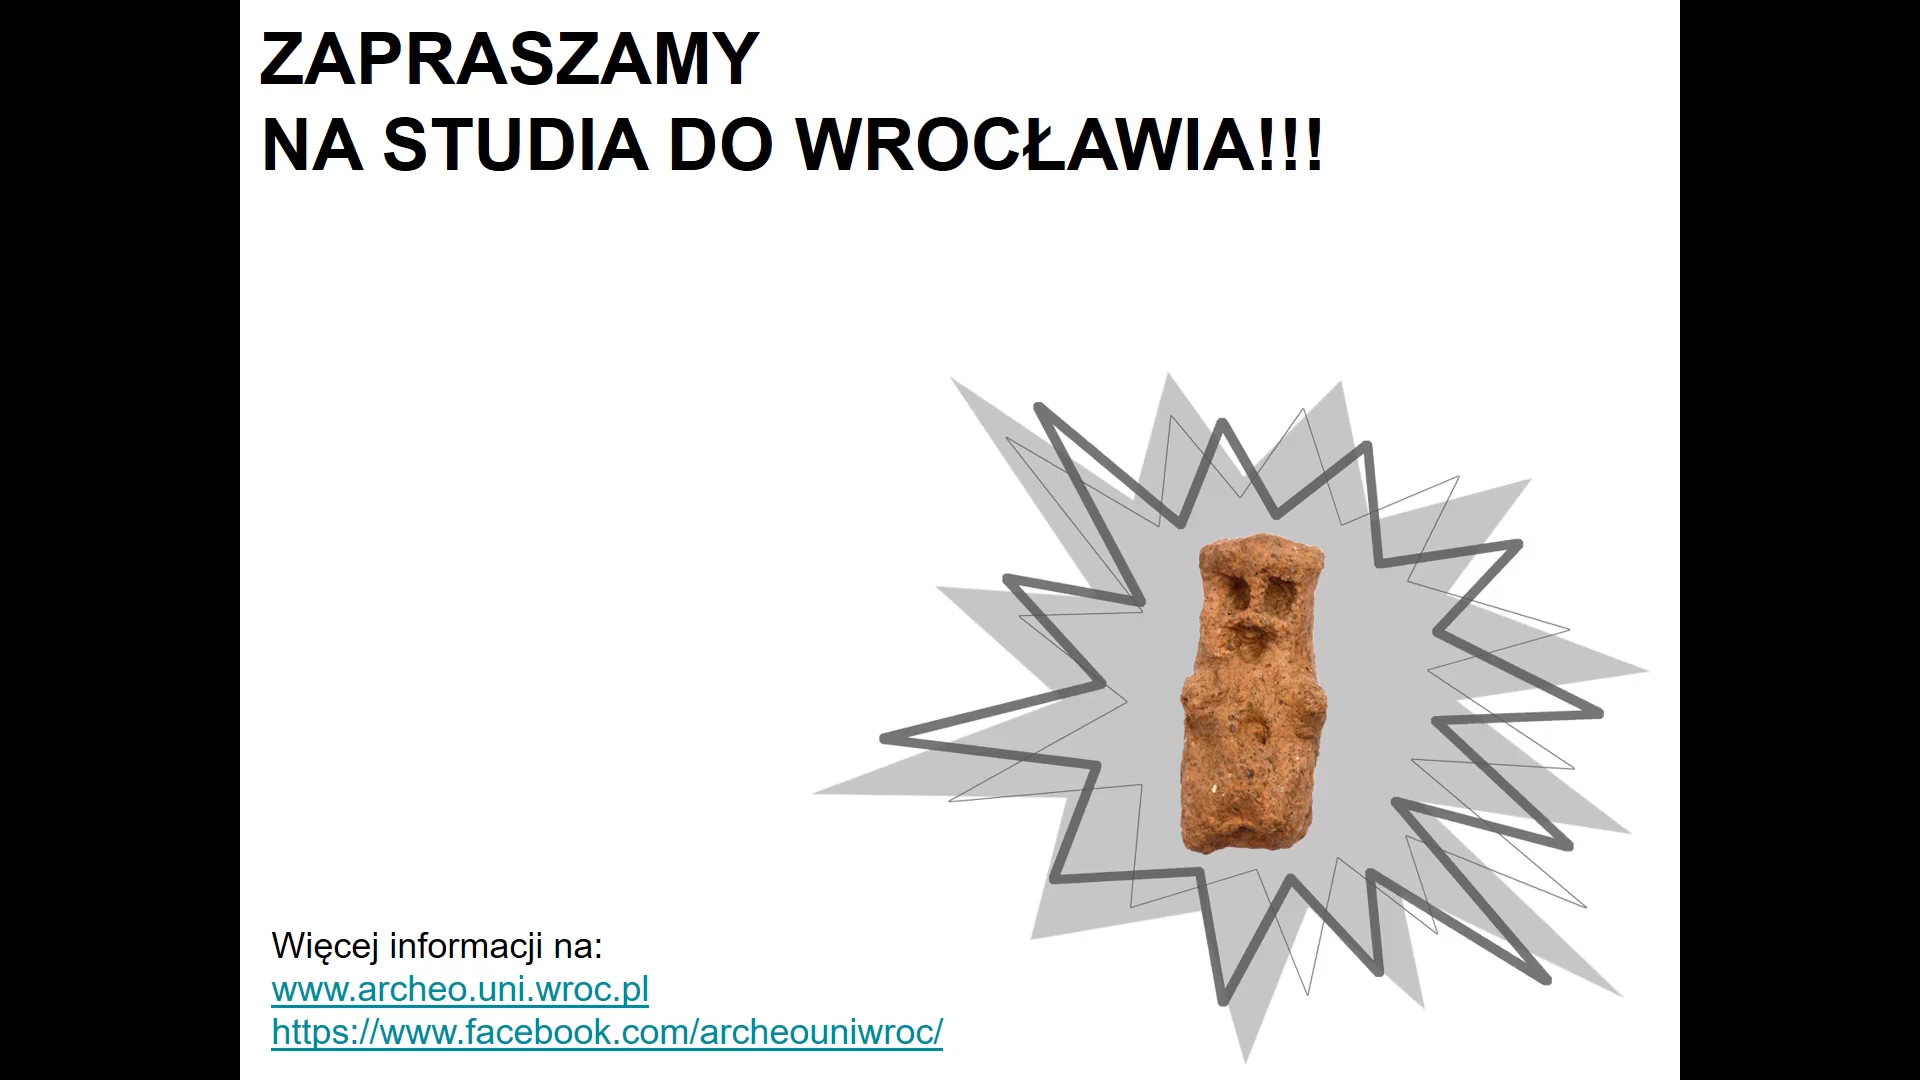 ZAPRASZAMY
NA STUDIA DO WROCŁAWIA!!!
Więcej informacji na:
www.archeo.uni.wroc.pl
https://www.facebook.com/archeouniwroc/